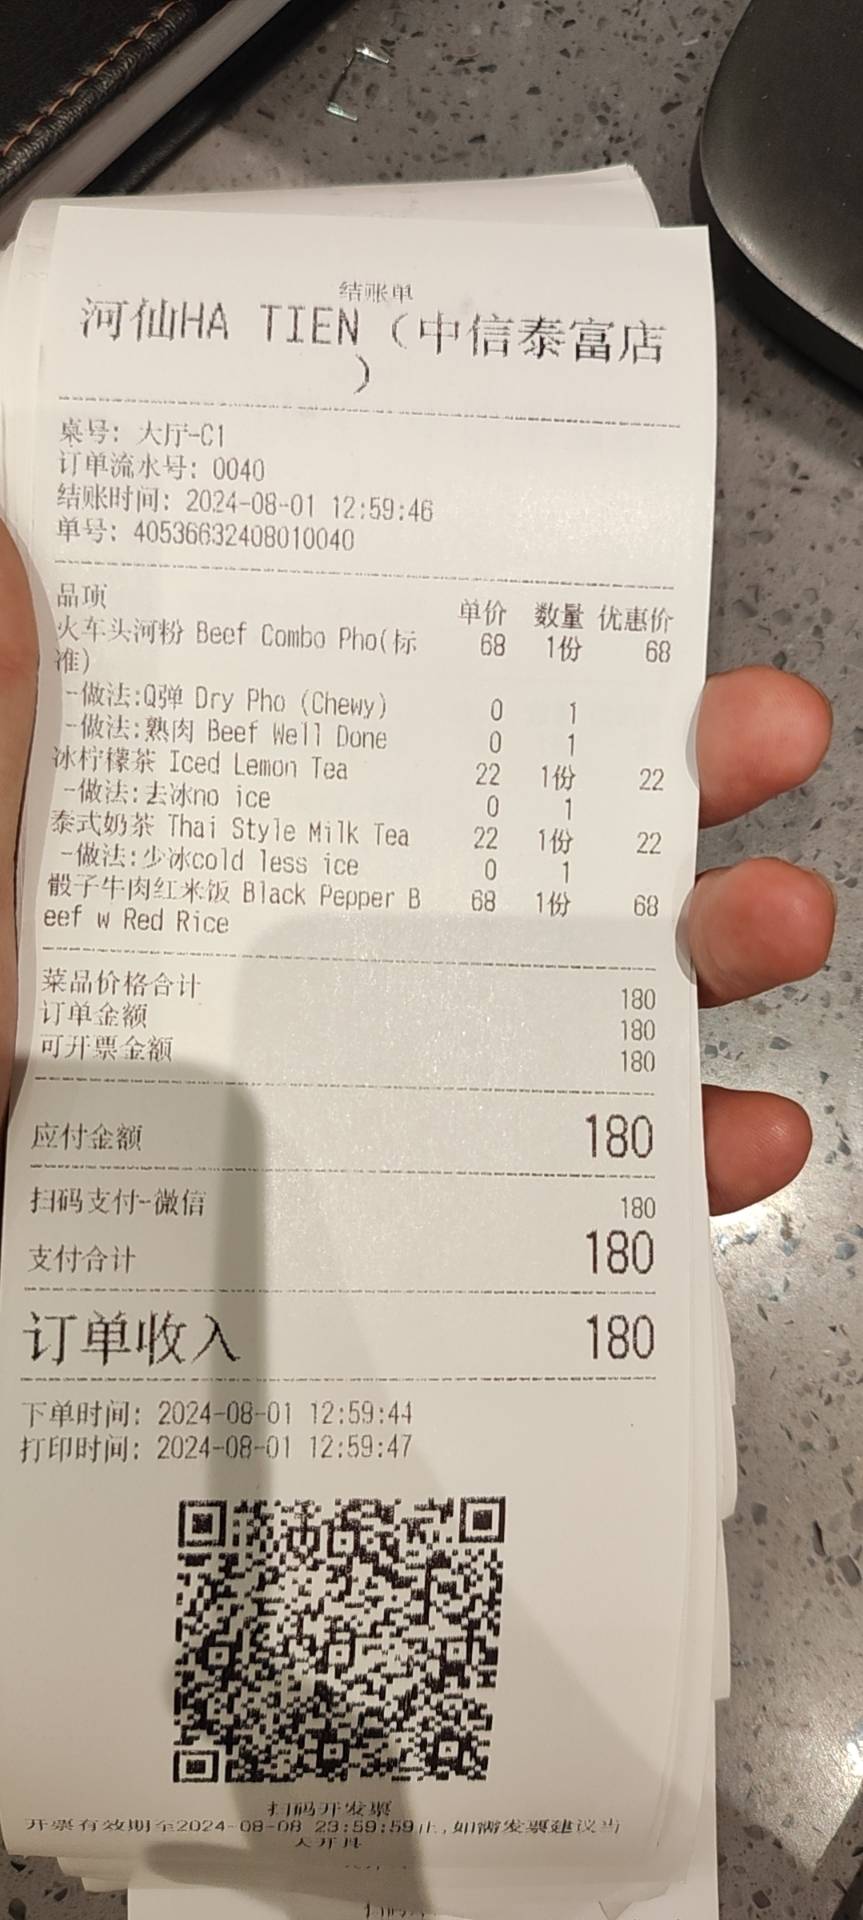 结账单
河仙HA TIEN（中信泰富店
）
桌号: 大厅-C1
订单流水号: 0040
结账时间: 2024-08-01 12:59:46
单号: 40536632408010040
品项 单价 数量 优惠价
火车头河粉 Beef Combo Pho(标 68 1份 68
准)
-做法:Q弹 Dry Pho (Chewy) 0 1
-做法:熟肉 Beef Well Done 0 1
冰柠檬茶 Iced Lemon Tea 22 1份 22
-做法:去冰no ice 0 1
泰式奶茶 Thai Style Milk Tea 22 1份 22
-做法:少冰cold less ice 0 1
骰子牛肉红米饭 Black Pepper B 68 1份 68
eef w Red Rice
菜品价格合计 180
订单金额 180
可开票金额 180
应付金额 180
扫码支付-微信 180
支付合计 180
订单收入 180
下单时间: 2024-08-01 12:59:44
打印时间: 2024-08-01 12:59:47
扫码开发票
开票有效期至2024-08-08 23:59:59止,如需发票建议当
天开具